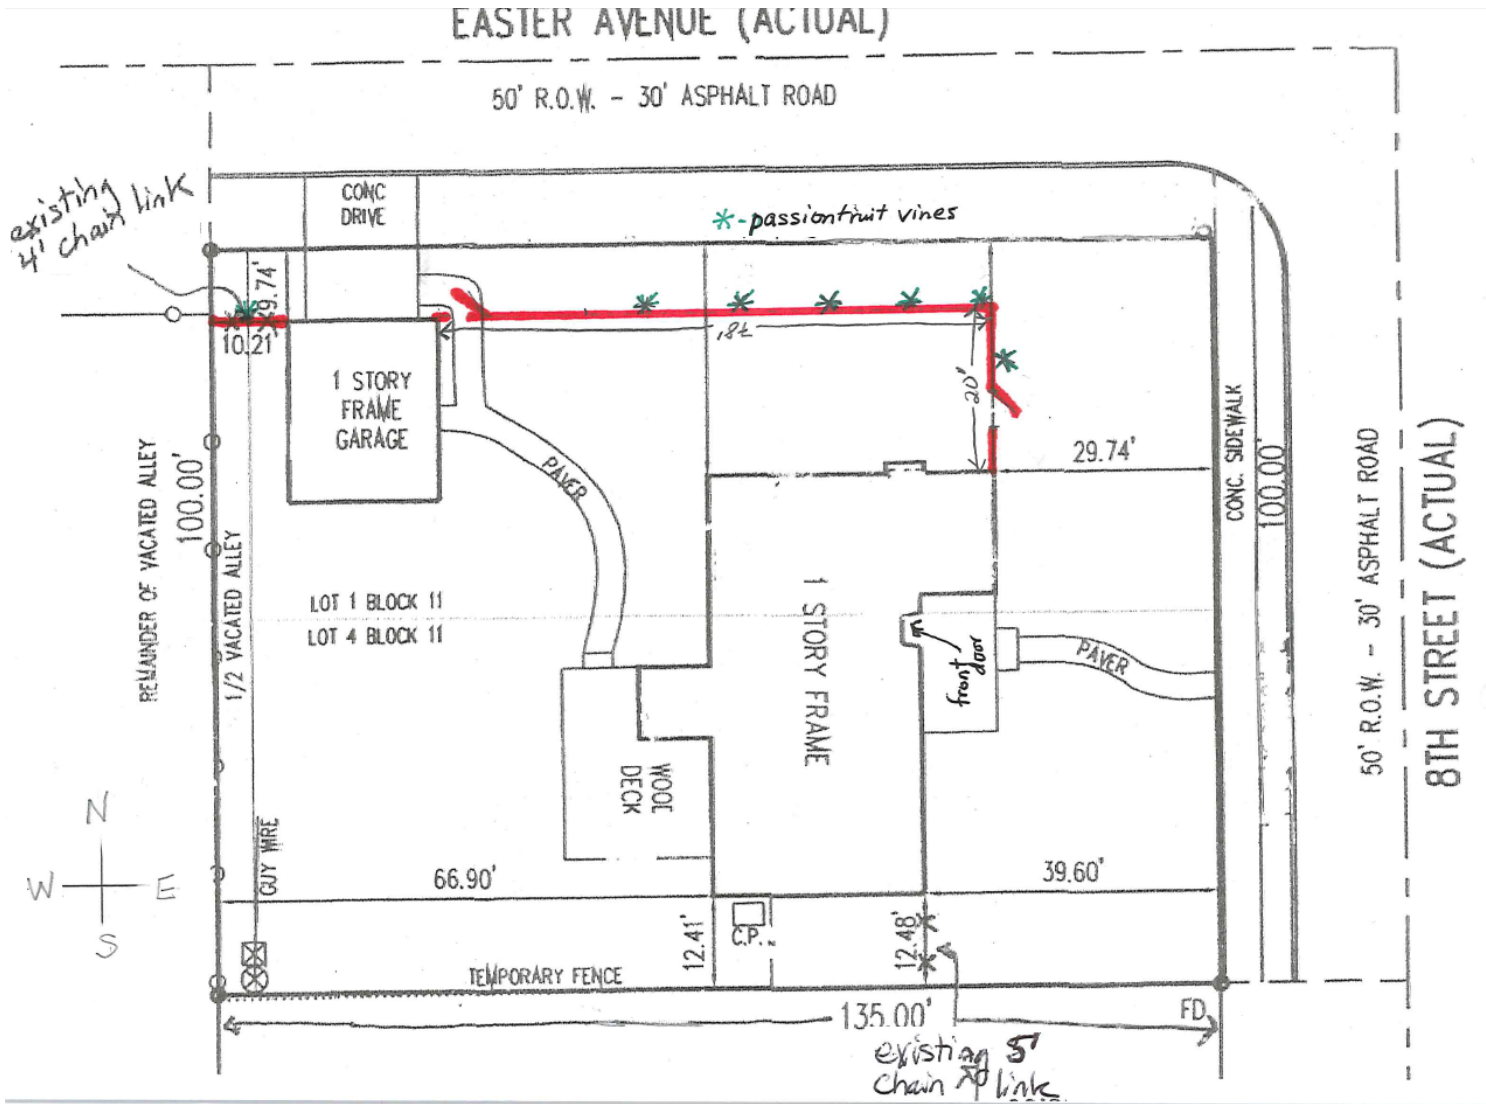 EASTER AVENUE (ACTUAL)
50' R.O.W. - 30' ASPHALT ROAD
existing
4' chain link
CONC
DRIVE
*-passionfruit vines
9.74'
10.21'
20'
1 STORY
FRAME
GARAGE
PAVER
29.74'
CONC. SIDEWALK
100.00'
50' R.O.W. - 30' ASPHALT ROAD
8TH STREET (ACTUAL)
REMAINDER OF VACATED ALLEY
100.00'
1/2 VACATED ALLEY
LOT 1 BLOCK 11
LOT 4 BLOCK 11
1 STORY FRAME
front
door
PAVER
WOOD
DECK
N
W E
S
GUY WIRE
66.90'
39.60'
12.41'
C.P.
12.48'
TEMPORARY FENCE
135.00'
FD
existing 5'
chain link